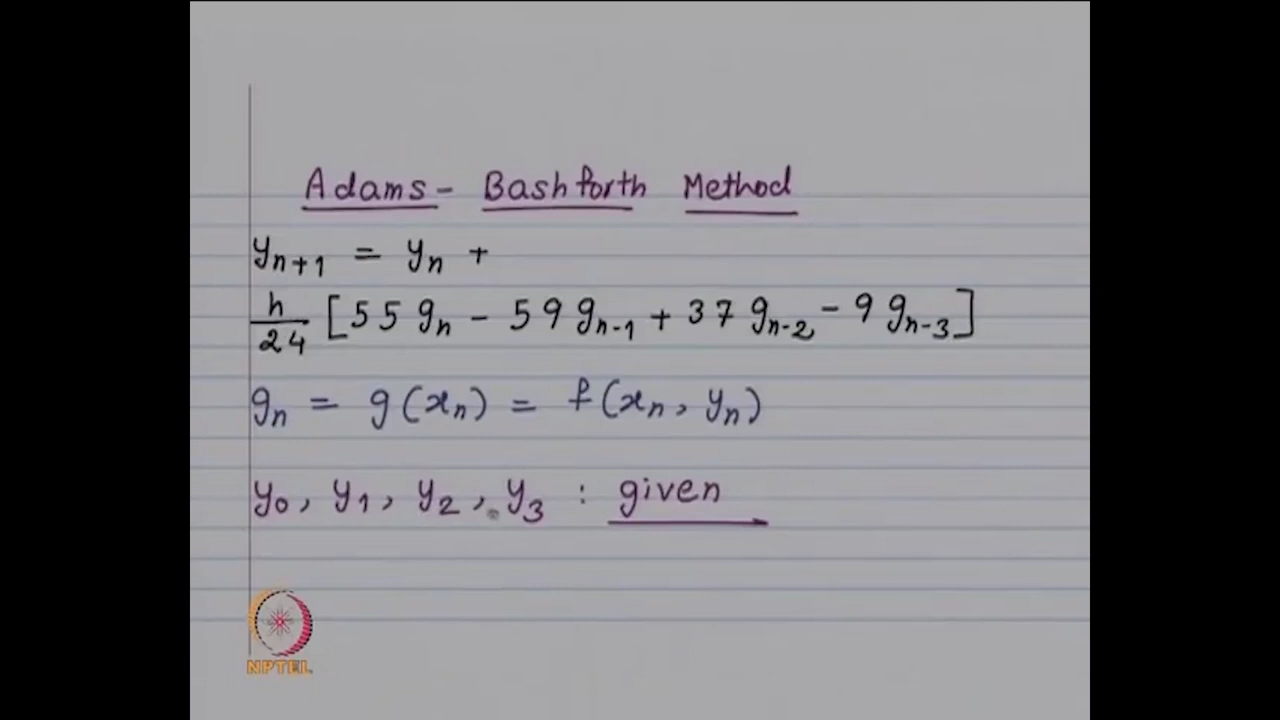 Adams - Bashforth Method
yₙ₊₁ = yₙ +
h/24 [55 gₙ - 59 gₙ₋₁ + 37 gₙ₋₂ - 9 gₙ₋₃]
gₙ = g(xₙ) = f(xₙ, yₙ)
y₀, y₁, y₂, y₃ : given
NPTEL